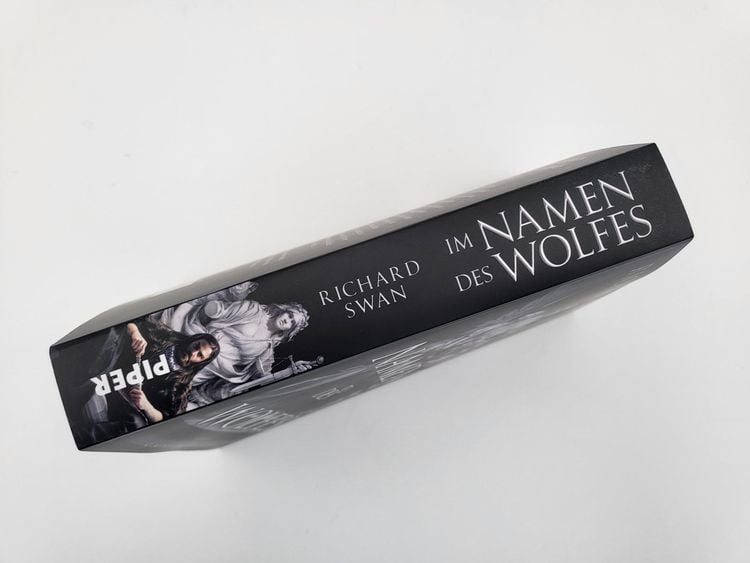 RICHARD
SWAN
IM NAMEN
DES WOLFES
PIPER